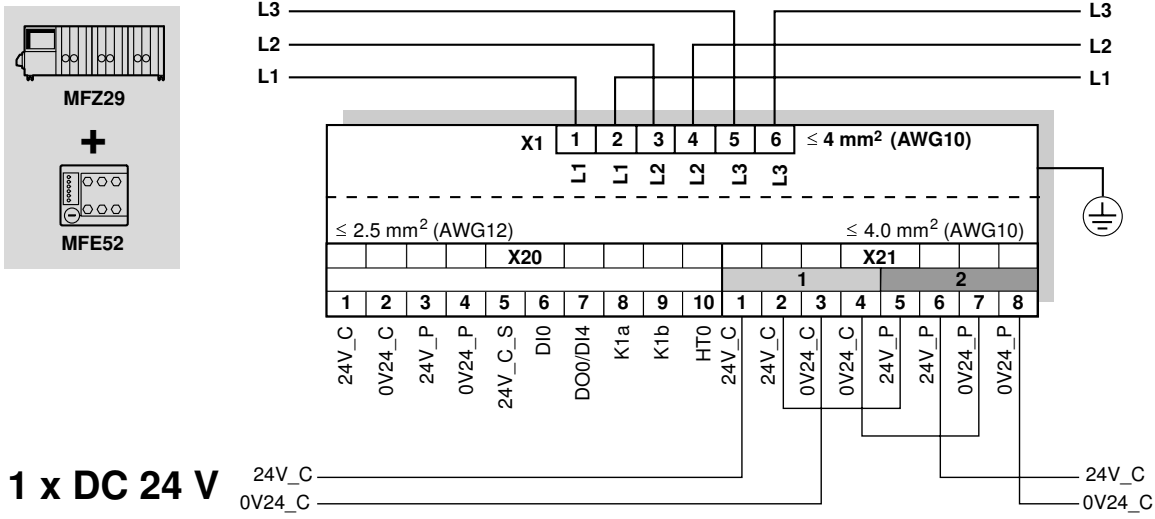 L3 L3
L2 L2
L1 L1
MFZ29
+
MFE52
X1 1 2 3 4 5 6 ≤ 4 mm² (AWG10)
L1 L1 L2 L2 L3 L3
≤ 2.5 mm² (AWG12) ≤ 4.0 mm² (AWG10)
X20 X21
1 2
1 2 3 4 5 6 7 8 9 10 1 2 3 4 5 6 7 8
24V_C 0V24_C 24V_P 0V24_P 24V_C_S DI0 DO0/DI4 K1a K1b HT0 24V_C 24V_C 0V24_C 0V24_C 24V_P 24V_P 0V24_P 0V24_P
1 x DC 24 V
24V_C 24V_C
0V24_C 0V24_C